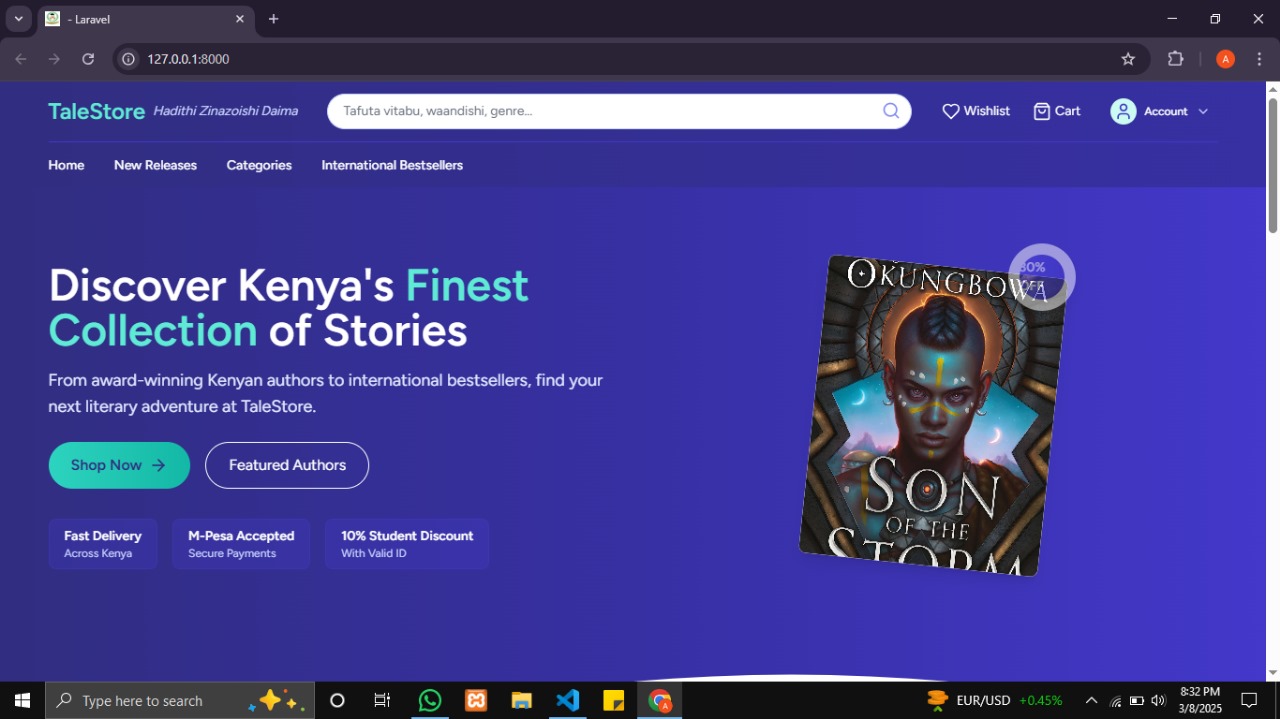 - Laravel
127.0.0.1:8000
TaleStore Hadithi Zinazoishi Daima
Tafuta vitabu, waandishi, genre...
Wishlist
Cart
Account
Home New Releases Categories International Bestsellers
Discover Kenya's Finest
Collection of Stories
From award-winning Kenyan authors to international bestsellers, find your
next literary adventure at TaleStore.
Shop Now
Featured Authors
Fast Delivery
Across Kenya
M-Pesa Accepted
Secure Payments
10% Student Discount
With Valid ID
OKUNGBOWA
30%
OFF
SON
OF THE
STORM
Type here to search
EUR/USD +0.45%
8:32 PM
3/8/2025
A